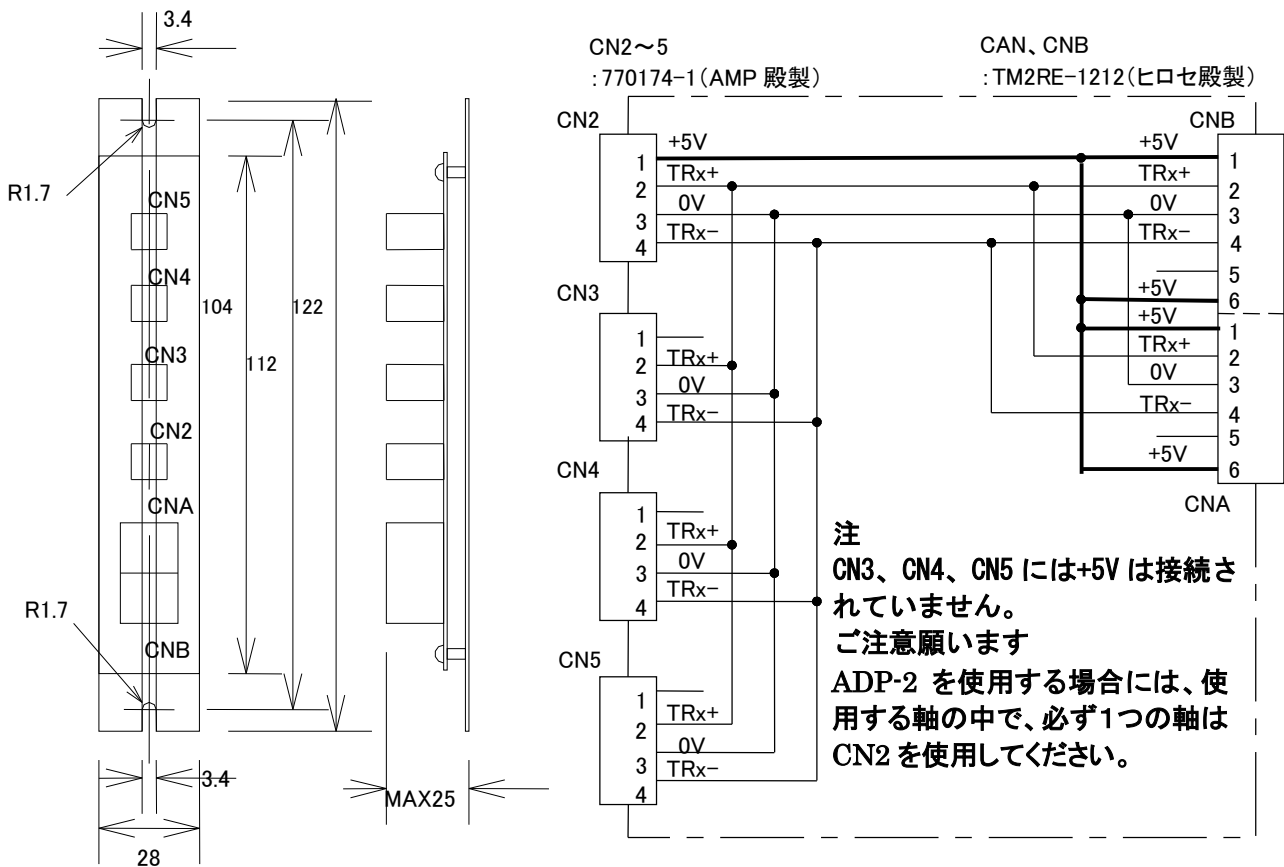 3.4
R1.7
CN5
CN4
CN3
CN2
CNA
CNB
R1.7
104
112
122
3.4
28
MAX25
CN2～5
:770174-1(AMP 殿製)
CAN、CNB
:TM2RE-1212(ヒロセ殿製)
CN2
1 +5V
2 TRx+
3 0V
4 TRx-
CN3
1
2 TRx+
3 0V
4 TRx-
CN4
1
2 TRx+
3 0V
4 TRx-
CN5
1
2 TRx+
3 0V
4 TRx-
CNB
+5V 1
TRx+ 2
0V 3
TRx- 4
5
+5V 6
+5V 1
TRx+ 2
0V 3
TRx- 4
5
+5V 6
CNA
注
CN3、CN4、CN5 には+5V は接続さ
れていません。
ご注意願います
ADP-2 を使用する場合には、使
用する軸の中で、必ず１つの軸は
CN2 を使用してください。